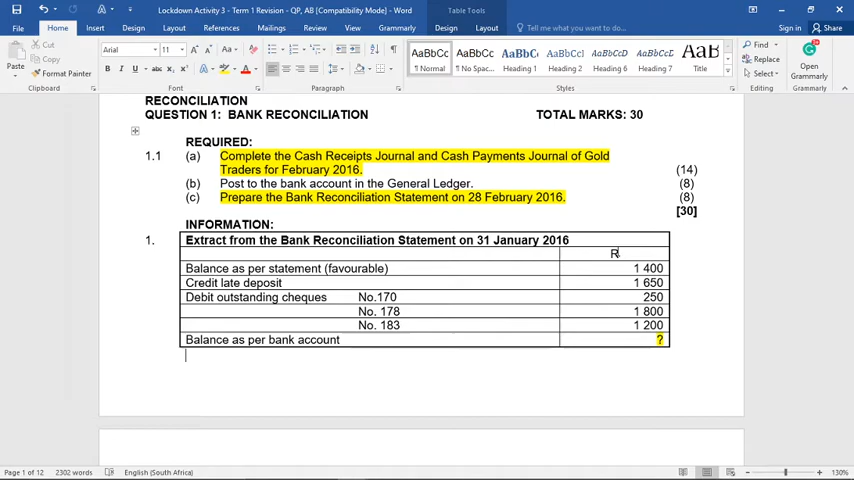 Lockdown Activity 3 - Term 1 Revision - QP, AB [Compatibility Mode] - Word
Table Tools
Sign in
Share
File Home Insert Draw Design Layout References Mailings Review View Grammarly Design Layout Tell me what you want to do...
Paste
Cut
Copy
Format Painter
Clipboard
Arial
11
Font
Paragraph
AaBbCc
¶ Normal
AaBbCc
¶ No Spac...
AaBbCc
Heading 1
AaBbCcI
Heading 2
AaBbCcD
Heading 6
AaBbCcD
Heading 7
AaB
Title
Styles
Find
Replace
Select
Editing
Open
Grammarly
Grammarly
RECONCILIATION
QUESTION 1: BANK RECONCILIATION TOTAL MARKS: 30
REQUIRED:
1.1 (a) Complete the Cash Receipts Journal and Cash Payments Journal of Gold
Traders for February 2016. (14)
(b) Post to the bank account in the General Ledger. (8)
(c) Prepare the Bank Reconciliation Statement on 28 February 2016. (8)
[30]
INFORMATION:
1. Extract from the Bank Reconciliation Statement on 31 January 2016
R
Balance as per statement (favourable) 1 400
Credit late deposit 1 650
Debit outstanding cheques No.170 250
No. 178 1 800
No. 183 1 200
Balance as per bank account ?
Page 1 of 12 2302 words English (South Africa) 130%